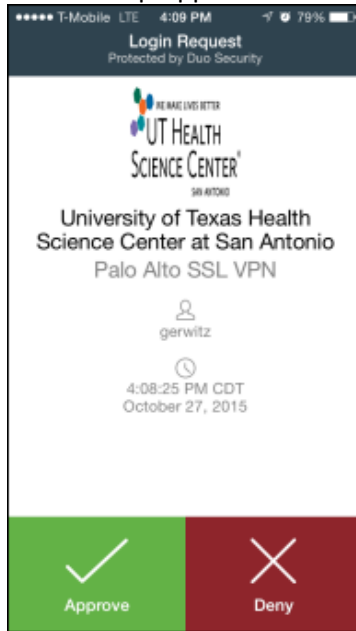 T-Mobile LTE 4:09 PM 79%
Login Request
Protected by Duo Security
WE MAKE LIVES BETTER
UT HEALTH
SCIENCE CENTER®
SAN ANTONIO
University of Texas Health
Science Center at San Antonio
Palo Alto SSL VPN
gerwitz
4:08:25 PM CDT
October 27, 2015
Approve Deny